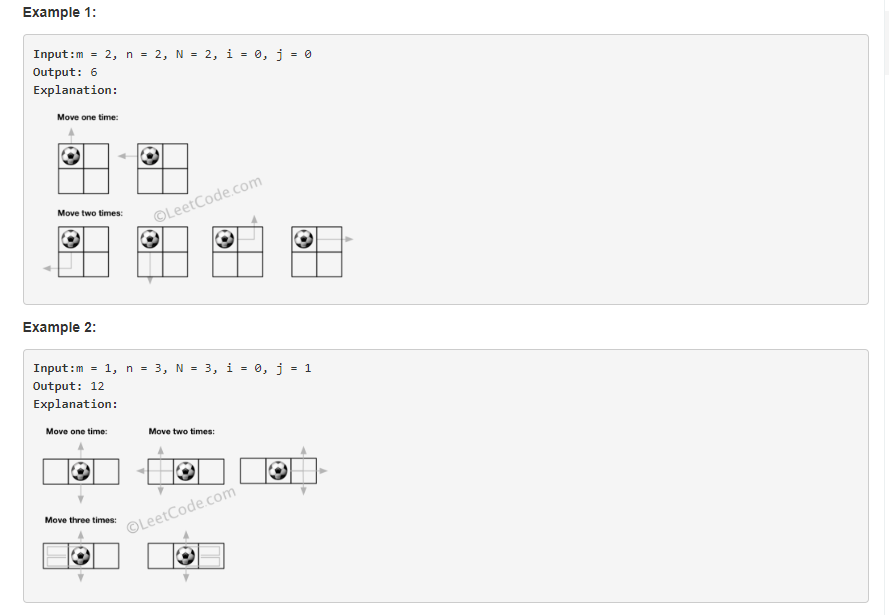 Example 1:
Input:m = 2, n = 2, N = 2, i = 0, j = 0
Output: 6
Explanation:
Move one time:
©LeetCode.com
Move two times:
Example 2:
Input:m = 1, n = 3, N = 3, i = 0, j = 1
Output: 12
Explanation:
Move one time: Move two times:
©LeetCode.com
Move three times: